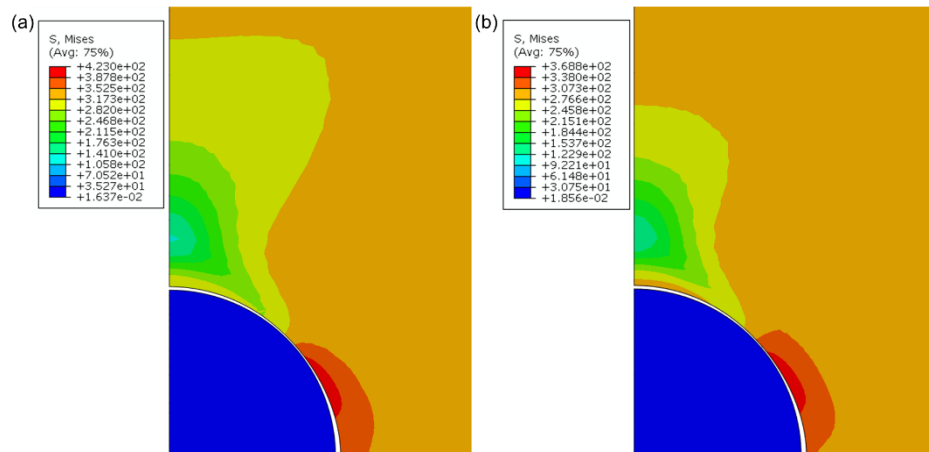 (a)
S, Mises
(Avg: 75%)
+4.230e+02
+3.878e+02
+3.525e+02
+3.173e+02
+2.820e+02
+2.468e+02
+2.115e+02
+1.763e+02
+1.410e+02
+1.058e+02
+7.052e+01
+3.527e+01
+1.637e-02
(b)
S, Mises
(Avg: 75%)
+3.688e+02
+3.380e+02
+3.073e+02
+2.766e+02
+2.458e+02
+2.151e+02
+1.844e+02
+1.537e+02
+1.229e+02
+9.221e+01
+6.148e+01
+3.075e+01
+1.856e-02